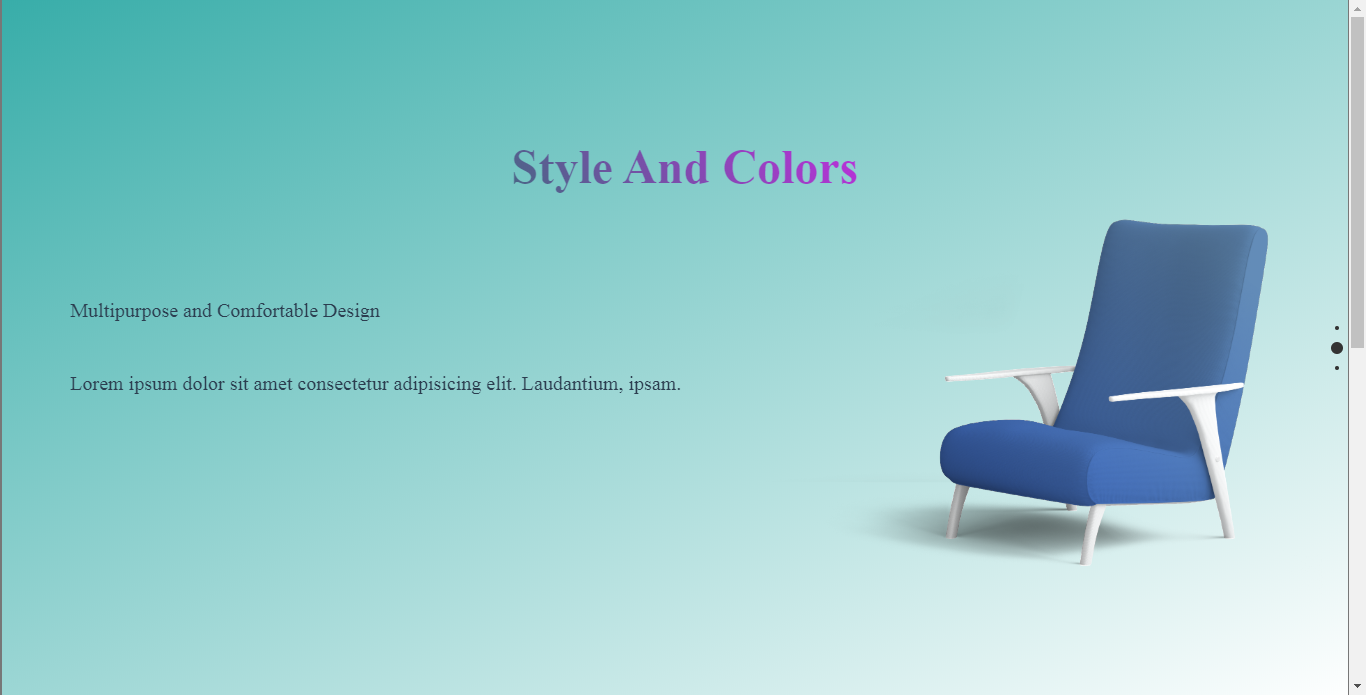 Style And Colors
Multipurpose and Comfortable Design
Lorem ipsum dolor sit amet consectetur adipisicing elit. Laudantium, ipsam.